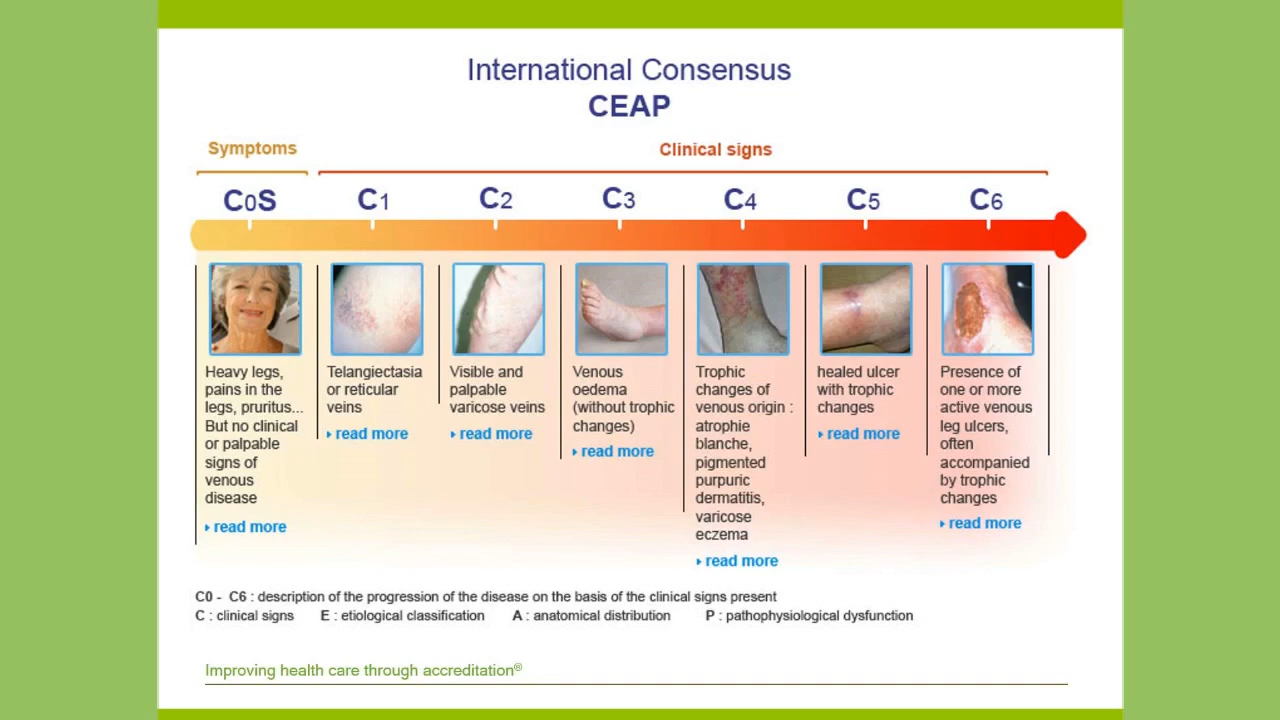 International Consensus
CEAP
Symptoms
Clinical signs
C0S
C1
C2
C3
C4
C5
C6
Heavy legs,
pains in the
legs, pruritus...
But no clinical
or palpable
signs of
venous
disease
read more
Telangiectasia
or reticular
veins
read more
Visible and
palpable
varicose veins
read more
Venous
oedema
(without trophic
changes)
read more
Trophic
changes of
venous origin :
atrophie
blanche,
pigmented
purpuric
dermatitis,
varicose
eczema
read more
healed ulcer
with trophic
changes
read more
Presence of
one or more
active venous
leg ulcers,
often
accompanied
by trophic
changes
read more
C0 - C6 : description of the progression of the disease on the basis of the clinical signs present
C : clinical signs E : etiological classification A : anatomical distribution P : pathophysiological dysfunction
Improving health care through accreditation®